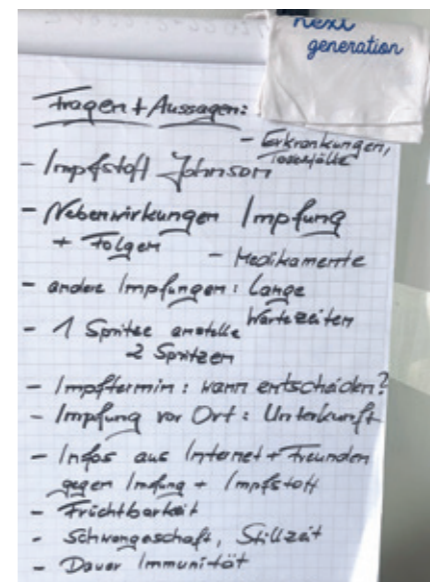 next
generation
Fragen + Aussagen:
- Erkrankungen,
Todesfälle
- Impfstoff Johnson
- Nebenwirkungen Impfung
+ Folgen
- Medikamente
- andere Impfungen: Lange
Wartezeiten
- 1 Spritze anstelle
2 Spritzen
- Impftermin: wann entscheiden?
- Impfung vor Ort: Unterkunft
- Infos aus Internet + Freunden
gegen Impfung + Impfstoff
- Fruchtbarkeit
- Schwangerschaft, Stillzeit
- Dauer Immunität